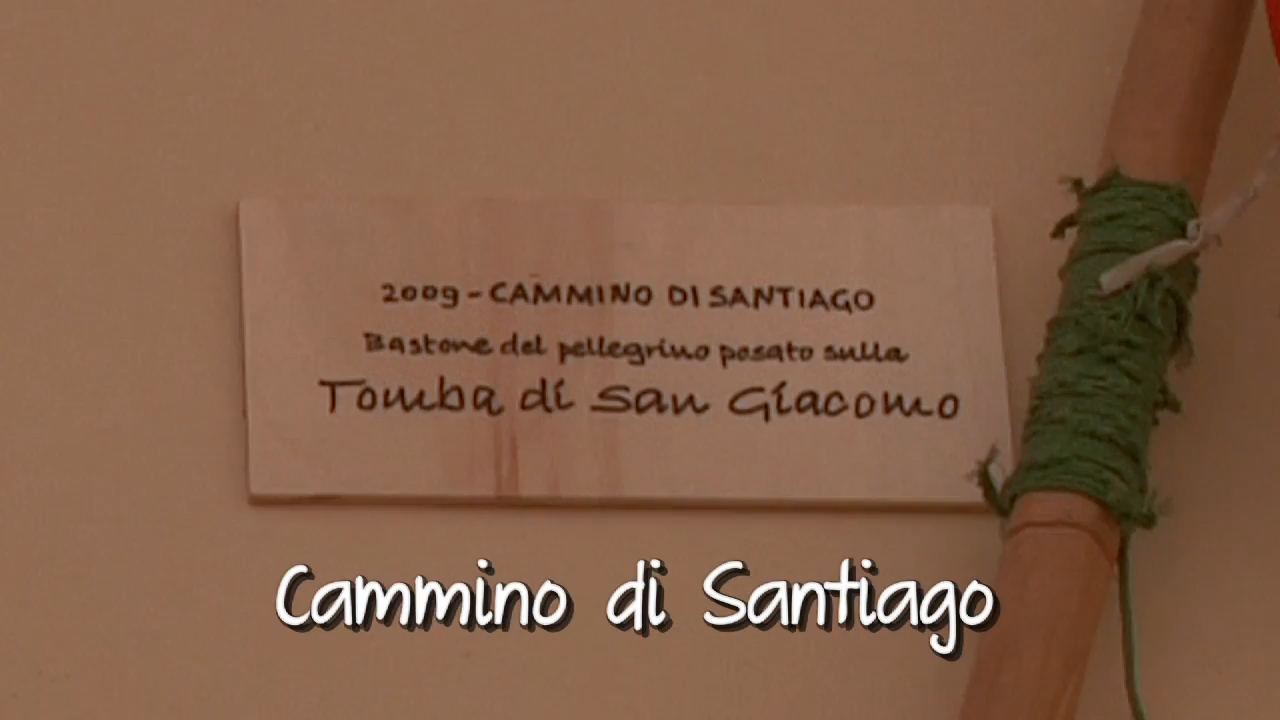 2009 - CAMMINO DI SANTIAGO
Bastone del pellegrino posato sulla
Tomba di San Giacomo
Cammino di Santiago